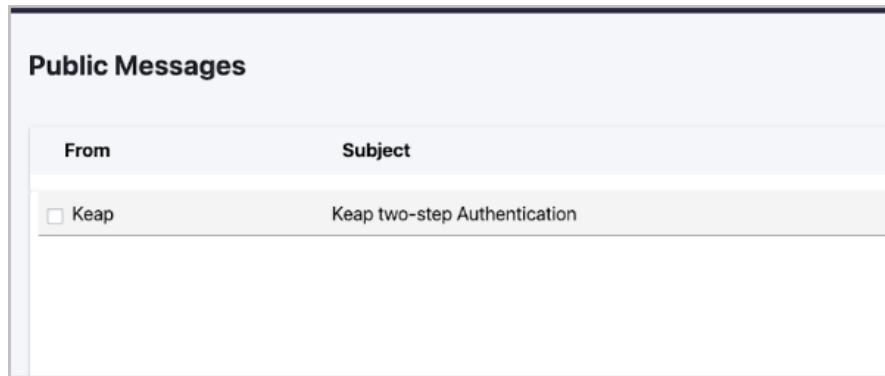 Public Messages
From Subject
Keap Keap two-step Authentication